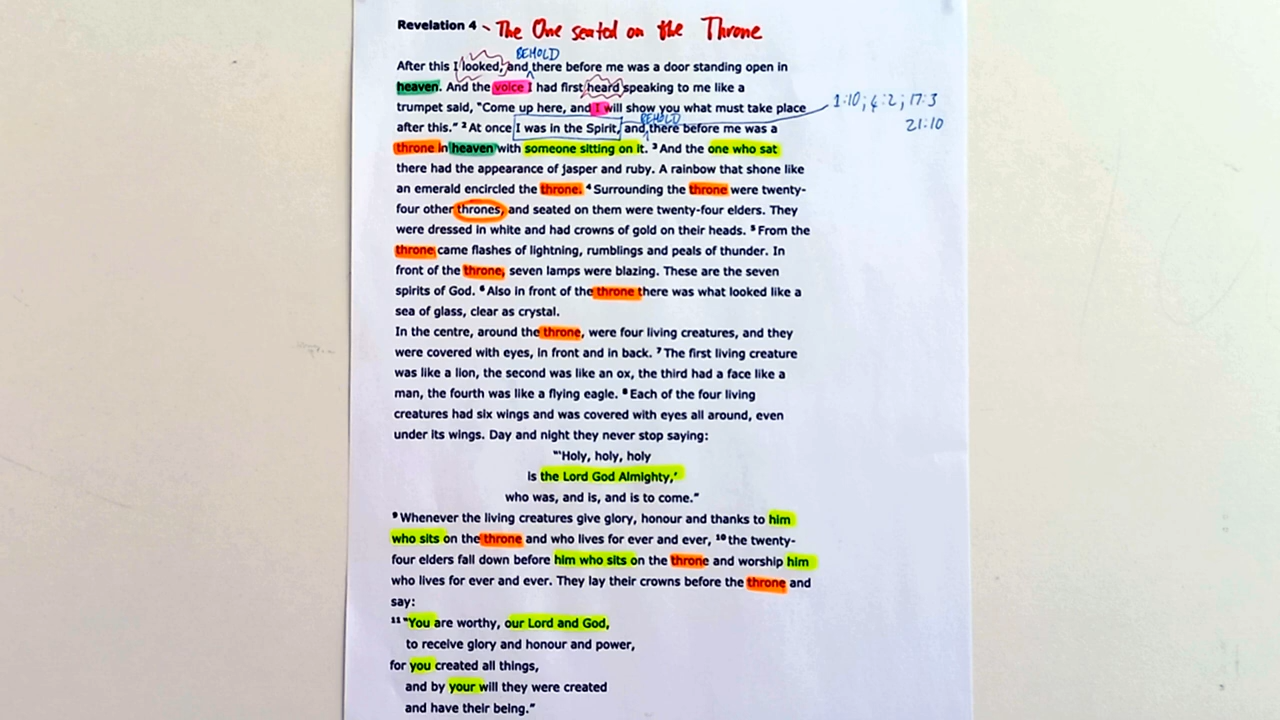 Revelation 4 - The One seated on the Throne
BEHOLD
After this I looked, and there before me was a door standing open in
heaven. And the voice I had first heard speaking to me like a
trumpet said, "Come up here, and I will show you what must take place
1:10; 4:2; 17:3
21:10
BEHOLD
after this." 2 At once I was in the Spirit, and there before me was a
throne in heaven with someone sitting on it. 3 And the one who sat
there had the appearance of jasper and ruby. A rainbow that shone like
an emerald encircled the throne. 4 Surrounding the throne were twenty-
four other thrones, and seated on them were twenty-four elders. They
were dressed in white and had crowns of gold on their heads. 5 From the
throne came flashes of lightning, rumblings and peals of thunder. In
front of the throne, seven lamps were blazing. These are the seven
spirits of God. 6 Also in front of the throne there was what looked like a
sea of glass, clear as crystal.
In the centre, around the throne, were four living creatures, and they
were covered with eyes, in front and in back. 7 The first living creature
was like a lion, the second was like an ox, the third had a face like a
man, the fourth was like a flying eagle. 8 Each of the four living
creatures had six wings and was covered with eyes all around, even
under its wings. Day and night they never stop saying:
"'Holy, holy, holy
is the Lord God Almighty,'
who was, and is, and is to come."
9 Whenever the living creatures give glory, honour and thanks to him
who sits on the throne and who lives for ever and ever, 10 the twenty-
four elders fall down before him who sits on the throne and worship him
who lives for ever and ever. They lay their crowns before the throne and
say:
11 "You are worthy, our Lord and God,
to receive glory and honour and power,
for you created all things,
and by your will they were created
and have their being."